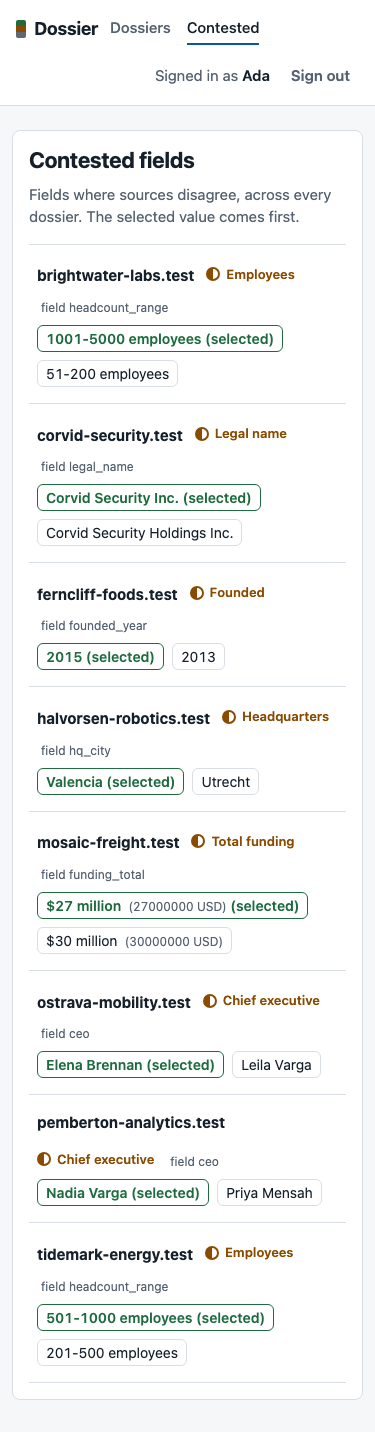 Dossier Dossiers Contested
Signed in as Ada Sign out
Contested fields
Fields where sources disagree, across every
dossier. The selected value comes first.
brightwater-labs.test Employees
field headcount_range
1001-5000 employees (selected)
51-200 employees
corvid-security.test Legal name
field legal_name
Corvid Security Inc. (selected)
Corvid Security Holdings Inc.
ferncliff-foods.test Founded
field founded_year
2015 (selected) 2013
halvorsen-robotics.test Headquarters
field hq_city
Valencia (selected) Utrecht
mosaic-freight.test Total funding
field funding_total
$27 million (27000000 USD) (selected)
$30 million (30000000 USD)
ostrava-mobility.test Chief executive
field ceo
Elena Brennan (selected) Leila Varga
pemberton-analytics.test
Chief executive field ceo
Nadia Varga (selected) Priya Mensah
tidemark-energy.test Employees
field headcount_range
501-1000 employees (selected)
201-500 employees